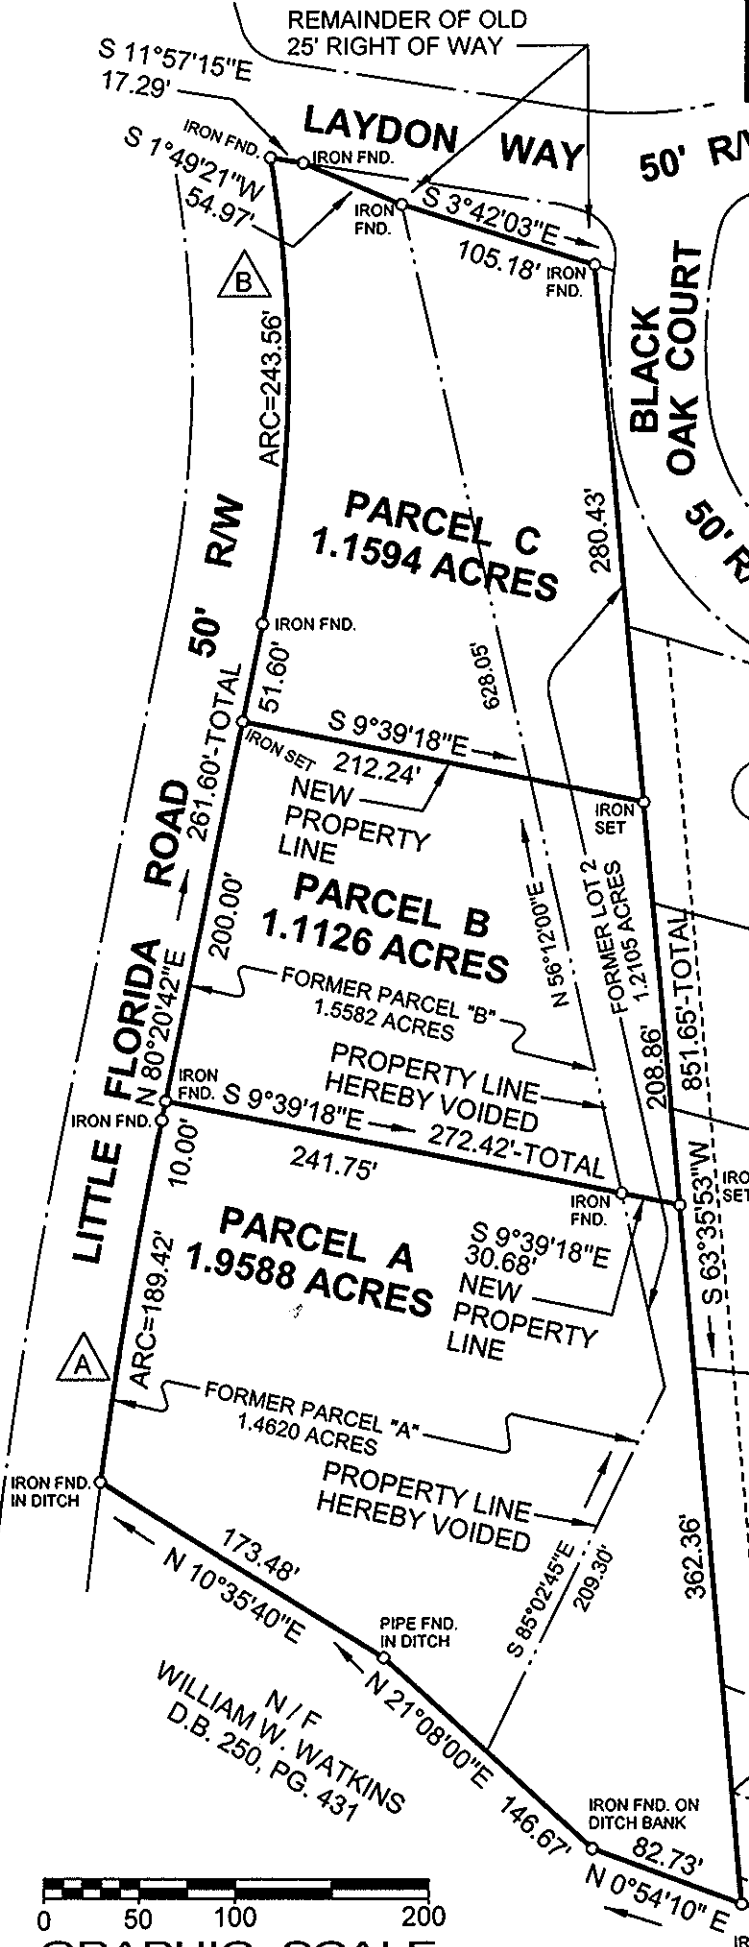 REMAINDER OF OLD
25' RIGHT OF WAY
S 11°57'15"E
17.29'
S 1°49'21"W
54.97'
IRON FND.
IRON FND.
LAYDON WAY
50' R/W
IRON
FND.
S 3°42'03"E
105.18'
IRON
FND.
B
ARC=243.56'
BLACK
OAK COURT
50' R/
PARCEL C
1.1594 ACRES
280.43'
50' R/W
IRON FND.
51.60'
261.60'-TOTAL
628.05'
S 9°39'18"E
212.24'
IRON SET
NEW
PROPERTY
LINE
IRON
SET
LITTLE FLORIDA ROAD
PARCEL B
1.1126 ACRES
200.00'
N 80°20'42"E
N 56°12'00"E
FORMER LOT 2
1.2105 ACRES
851.65'-TOTAL
208.86'
FORMER PARCEL "B"
1.5582 ACRES
PROPERTY LINE
HEREBY VOIDED
IRON
FND.
IRON FND.
S 9°39'18"E
272.42'-TOTAL
241.75'
10.00'
IRON
FND.
IRO
SET
S 63°35'53"W
PARCEL A
1.9588 ACRES
S 9°39'18"E
30.68'
NEW
PROPERTY
LINE
ARC=189.42'
A
FORMER PARCEL "A"
1.4620 ACRES
IRON FND.
IN DITCH
PROPERTY LINE
HEREBY VOIDED
173.48'
N 10°35'40"E
S 85°02'45"E
209.30'
362.36'
PIPE FND.
IN DITCH
N 21°08'00"E
146.67'
N / F
WILLIAM W. WATKINS
D.B. 250, PG. 431
IRON FND. ON
DITCH BANK
82.73'
N 0°54'10" E
IR
0 50 100 200
GRAPHIC SCALE